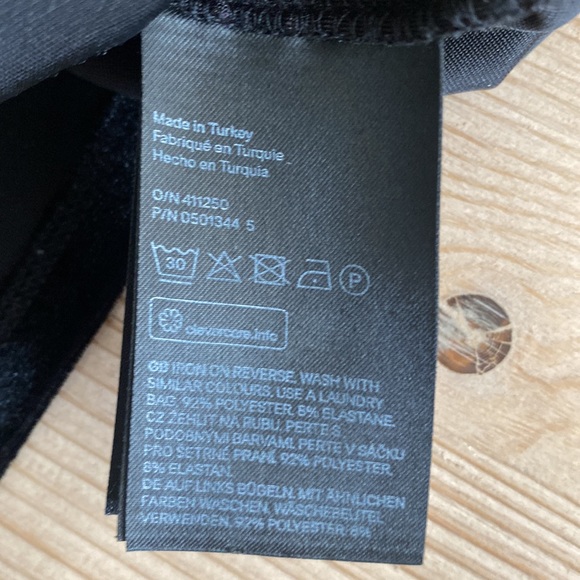 Made in Turkey
Fabriqué en Turquie
Hecho en Turquia
O/N 411250
P/N 0501344 5
30
P
clevercare.info
GB IRON ON REVERSE, WASH WITH
SIMILAR COLOURS. USE A LAUNDRY
BAG. 92% POLYESTER, 8% ELASTANE.
CZ ŽEHLIT NA RUBU. PERTE S
PODOBNÝMI BARVAMI. PERTE V SÁČKU
PRO ŠETRNÉ PRANÍ. 92% POLYESTER,
8% ELASTAN.
DE AUF LINKS BÜGELN. MIT ÄHNLICHEN
FARBEN WASCHEN, WÄSCHEBEUTEL
VERWENDEN. 92% POLYESTER, 8%